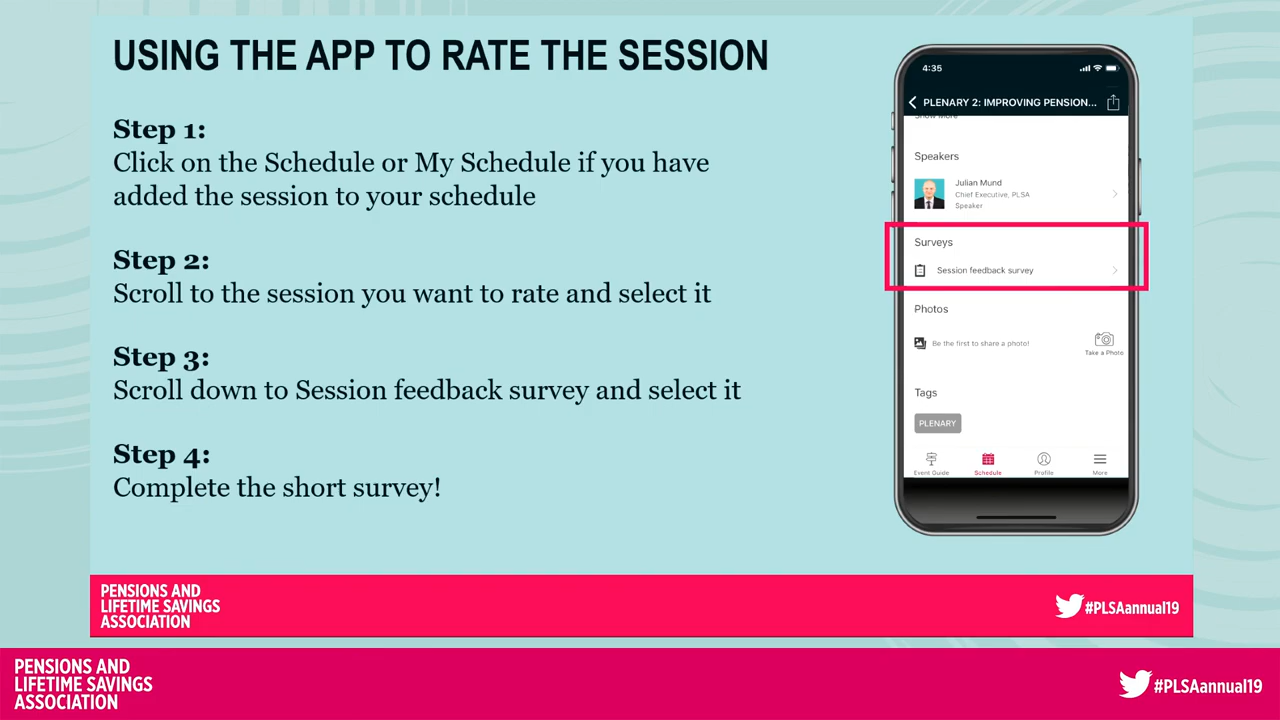 USING THE APP TO RATE THE SESSION
Step 1:
Click on the Schedule or My Schedule if you have
added the session to your schedule
Step 2:
Scroll to the session you want to rate and select it
Step 3:
Scroll down to Session feedback survey and select it
Step 4:
Complete the short survey!
4:35
PLENARY 2: IMPROVING PENSION...
Show More
Speakers
Julian Mund
Chief Executive, PLSA
Speaker
Surveys
Session feedback survey
Photos
Be the first to share a photo!
Take a Photo
Tags
PLENARY
Event Guide
Schedule
Profile
More
PENSIONS AND
LIFETIME SAVINGS
ASSOCIATION
#PLSAannual19
PENSIONS AND
LIFETIME SAVINGS
ASSOCIATION
#PLSAannual19